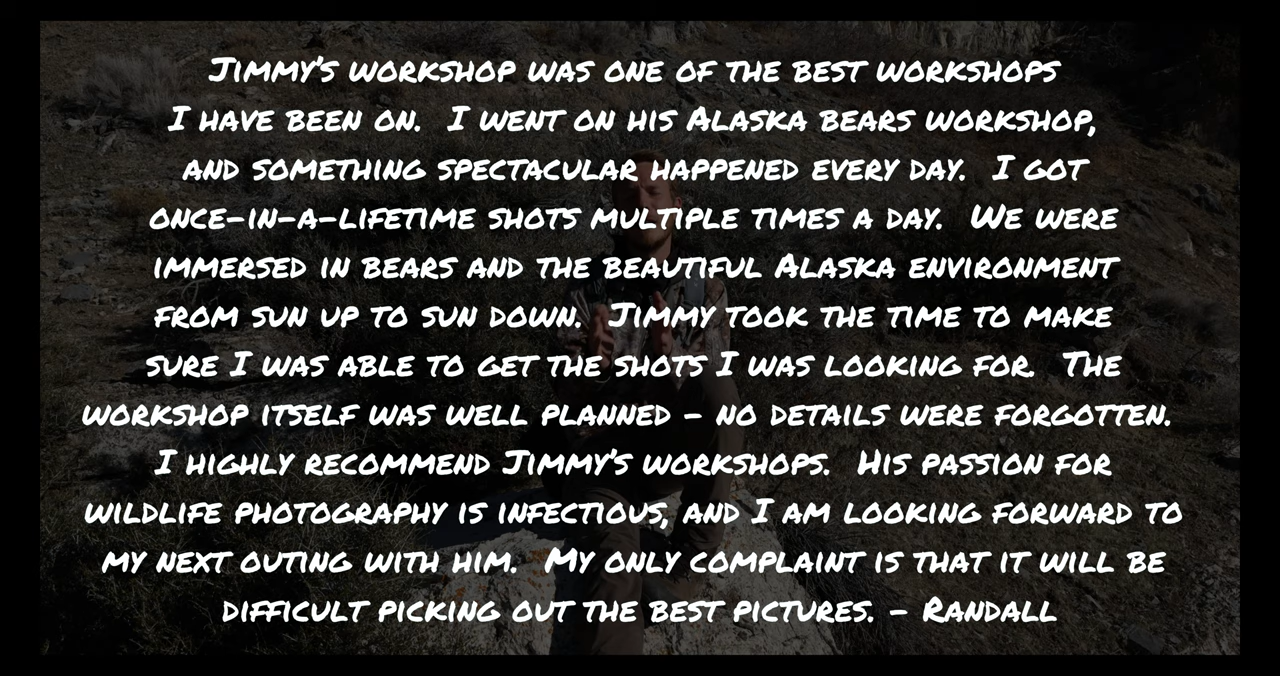 Jimmy's workshop was one of the best workshops
I have been on.  I went on his Alaska bears workshop,
and something spectacular happened every day.  I got
once-in-a-lifetime shots multiple times a day.  We were
immersed in bears and the beautiful Alaska environment
from sun up to sun down.  Jimmy took the time to make
sure I was able to get the shots I was looking for.  The
workshop itself was well planned - no details were forgotten.
I highly recommend Jimmy's workshops.  His passion for
wildlife photography is infectious, and I am looking forward to
my next outing with him.  My only complaint is that it will be
difficult picking out the best pictures. - Randall